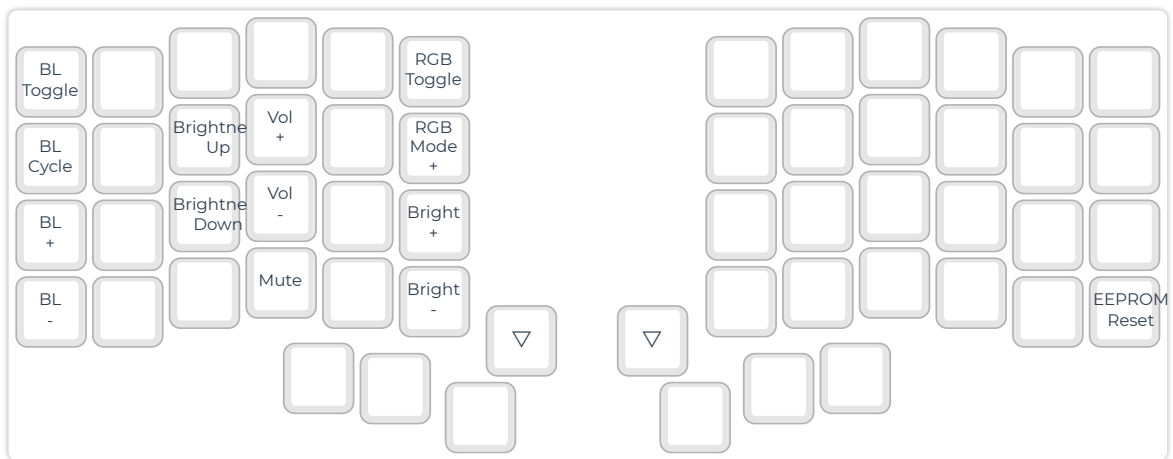 BL
Toggle
RGB
Toggle
BL
Cycle
Brightne
Up
Vol
+
RGB
Mode
+
BL
+
Brightne
Down
Vol
-
Bright
+
BL
-
Mute
Bright
-
EEPROM
Reset
▽
▽